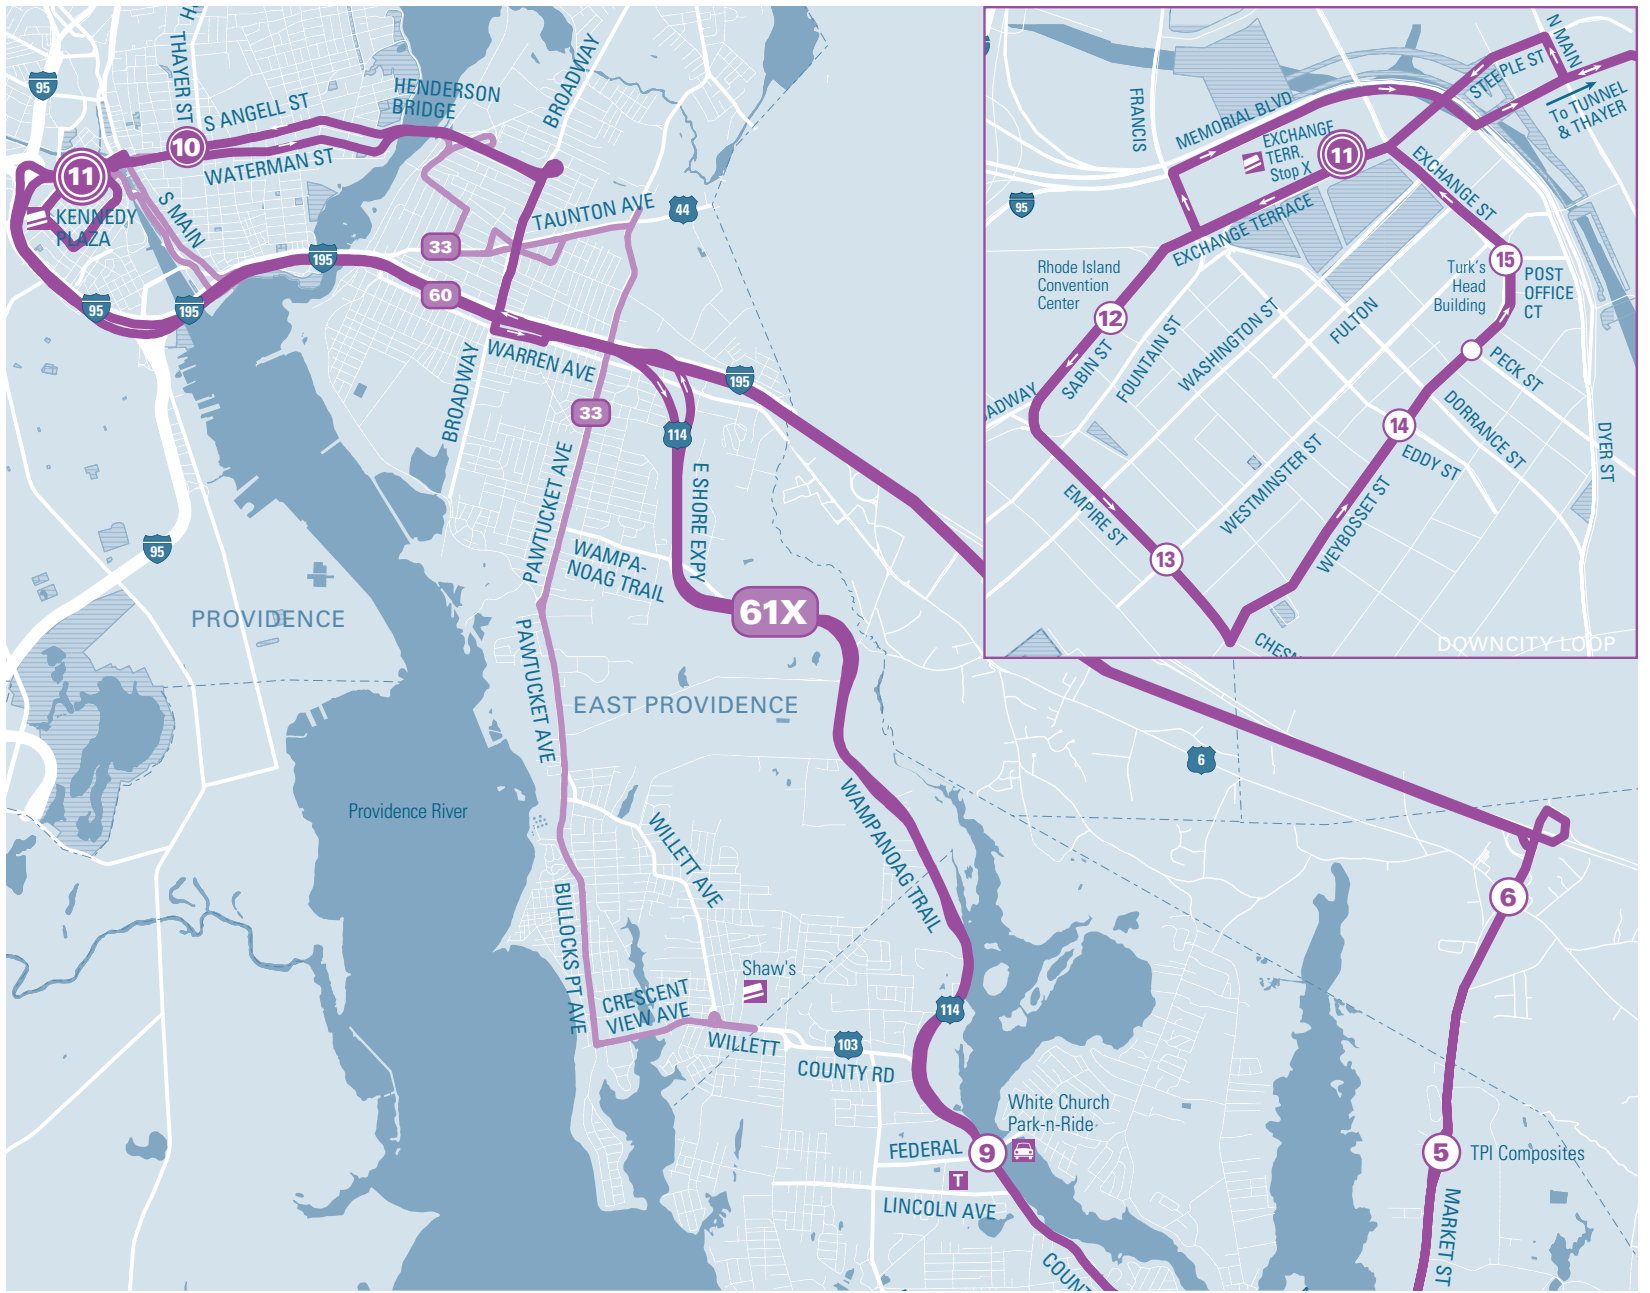 95
THAYER ST
S ANGELL ST
HENDERSON
BRIDGE
BROADWAY
10
11
WATERMAN ST
KENNEDY
PLAZA
S MAIN
TAUNTON AVE
44
33
195
60
95
195
WARREN AVE
BROADWAY
195
33
114
PAWTUCKET AVE
E SHORE EXPY
95
WAMPA-
NOAG TRAIL
61X
PROVIDENCE
PAWTUCKET AVE
EAST PROVIDENCE
6
Providence River
WILLETT AVE
WAMPANOAG TRAIL
BULLOCKS PT AVE
6
Shaw's
CRESCENT
VIEW AVE
114
WILLETT
103
COUNTY RD
White Church
Park-n-Ride
FEDERAL
9
T
LINCOLN AVE
5
TPI Composites
MARKET ST
COUNT
N MAIN
STEEPLE ST
To TUNNEL
& THAYER
FRANCIS
MEMORIAL BLVD
EXCHANGE
TERR.
Stop X
11
EXCHANGE ST
95
EXCHANGE TERRACE
Rhode Island
Convention
Center
12
Turk's
Head
Building
15
POST
OFFICE
CT
SABIN ST
FOUNTAIN ST
WASHINGTON ST
FULTON
PECK ST
ADWAY
14
DORRANCE ST
EDDY ST
DYER ST
EMPIRE ST
WESTMINSTER ST
WEYBOSSET ST
13
CHES
DOWNCITY LOOP